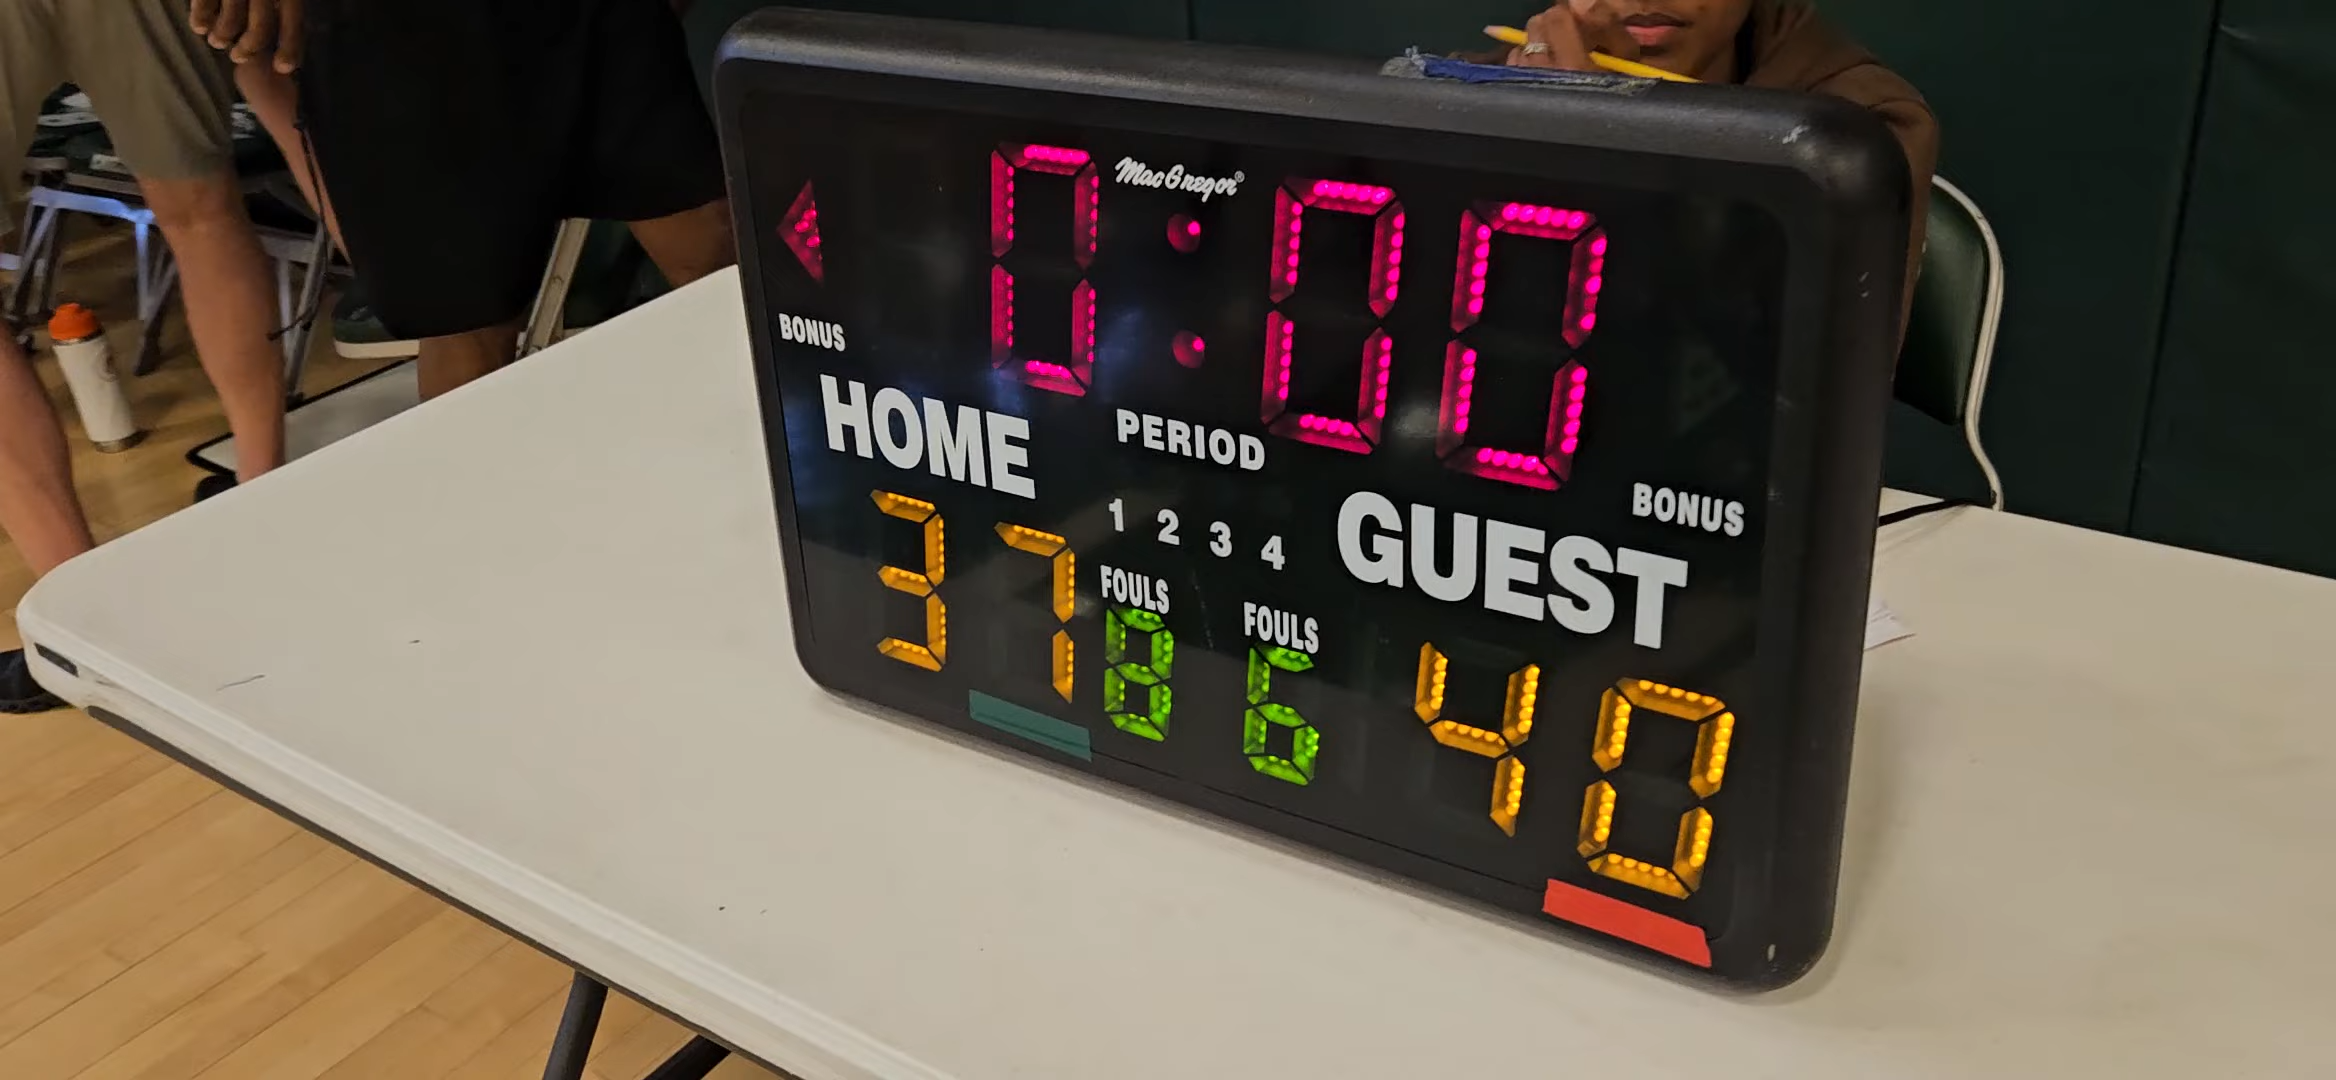 MacGregor®
0:00
BONUS
HOME
PERIOD
1 2 3 4
GUEST
BONUS
37
FOULS
8
FOULS
6
40